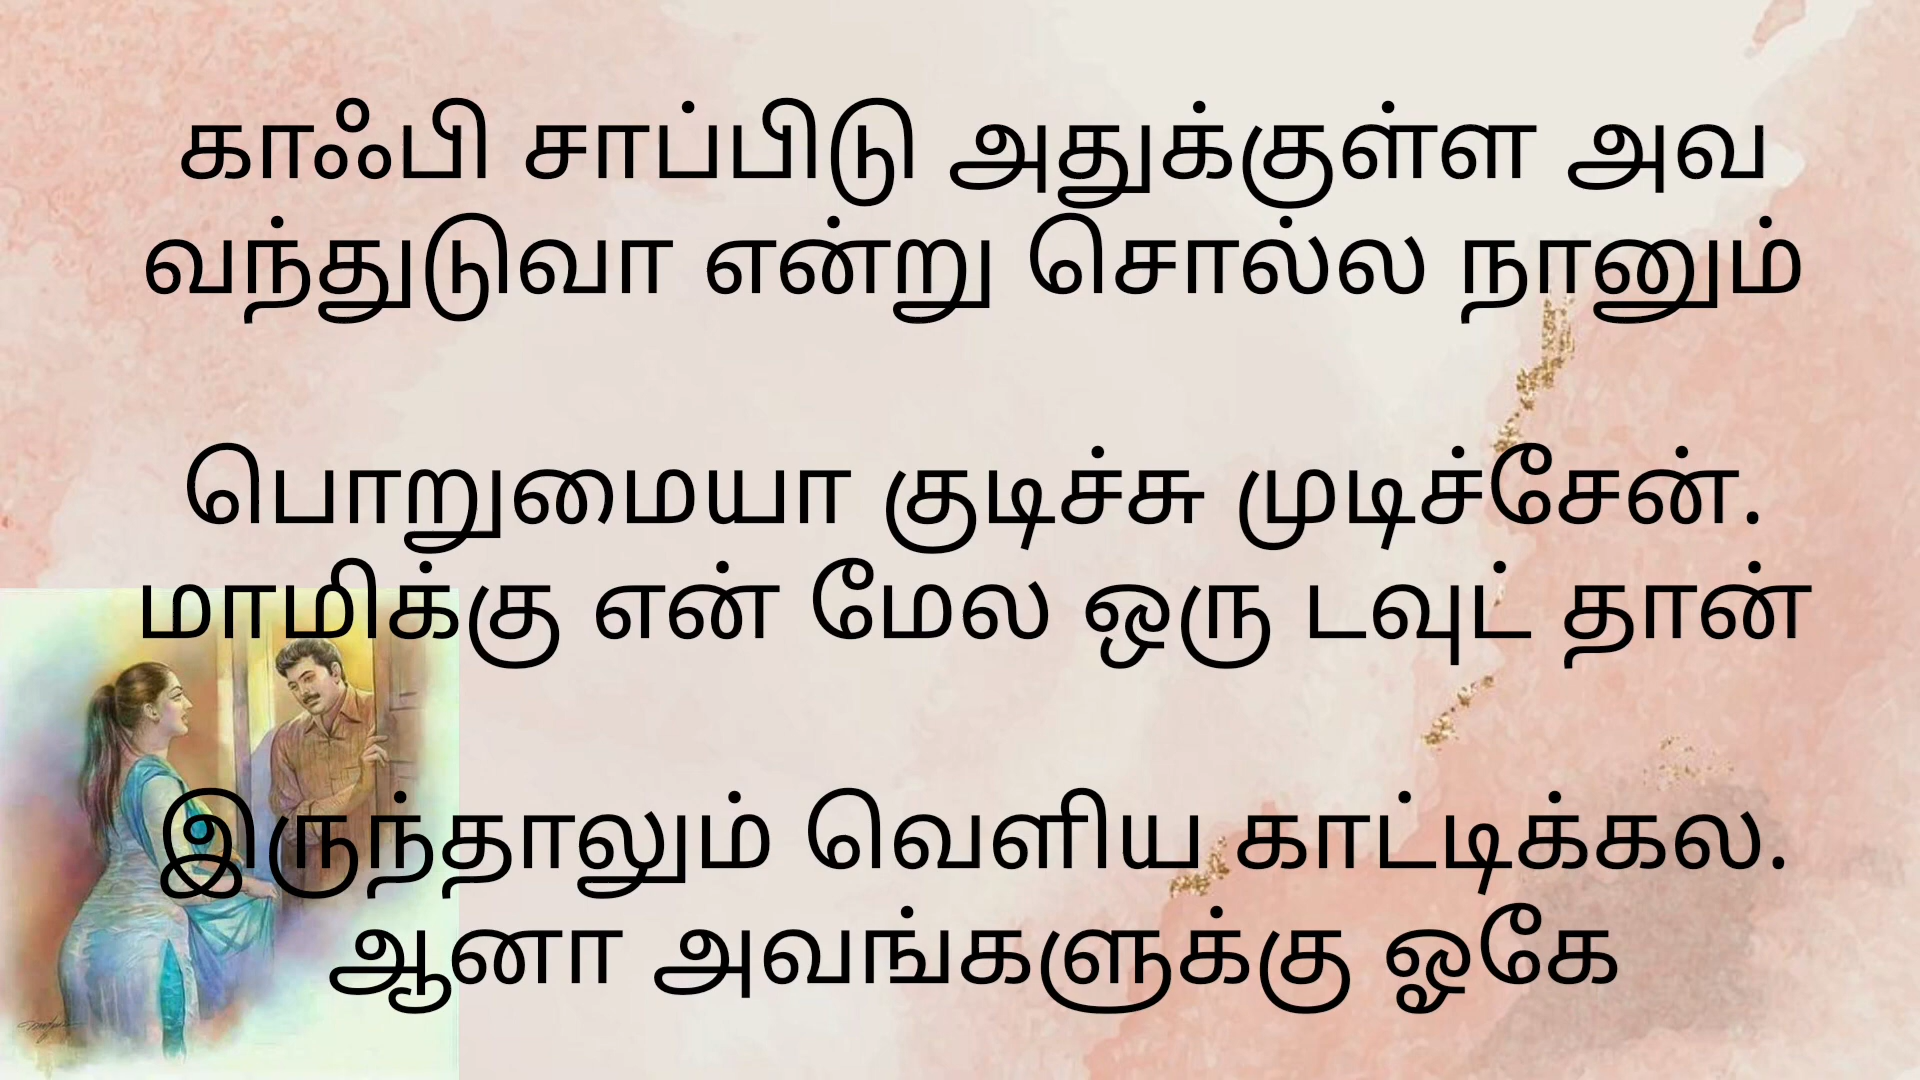 காஃபி சாப்பிடு அதுக்குள்ள அவ
வந்துடுவா என்று சொல்ல நானும்
பொறுமையா குடிச்சு முடிச்சேன்.
மாமிக்கு என் மேல ஒரு டவுட் தான்
இருந்தாலும் வெளிய காட்டிக்கல.
ஆனா அவங்களுக்கு ஓகே